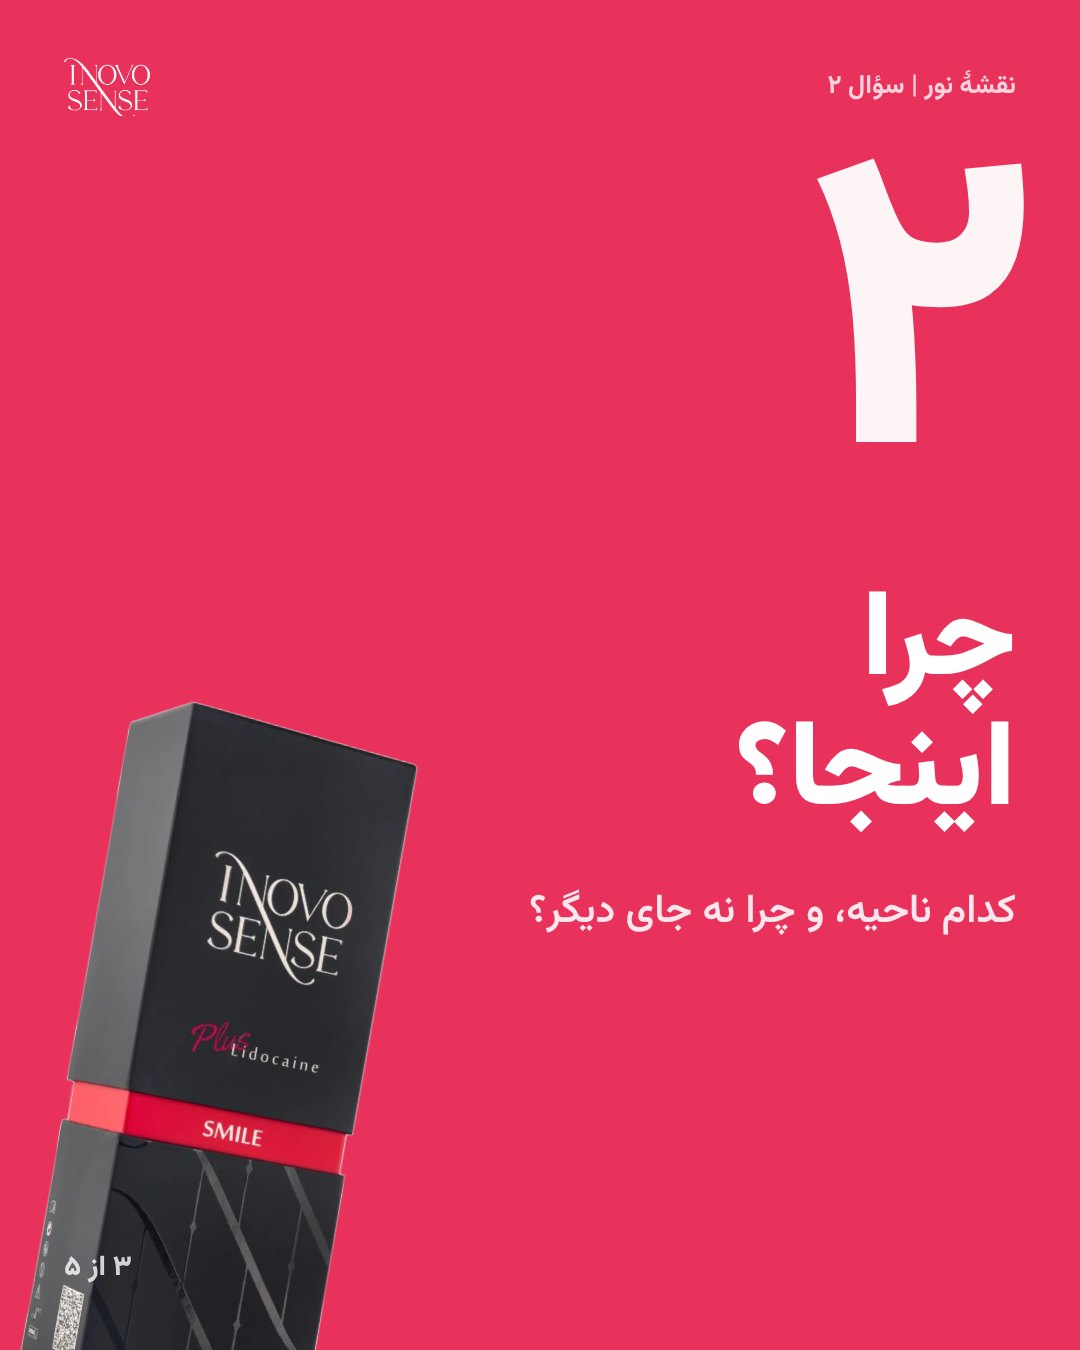 INOVO
SENSE
نقشهٔ نور | سؤال ۲
۲
چرا
اینجا؟
کدام ناحیه، و چرا نه جای دیگر؟
INOVO
SENSE
Plus
Lidocaine
SMILE
۳ از ۵